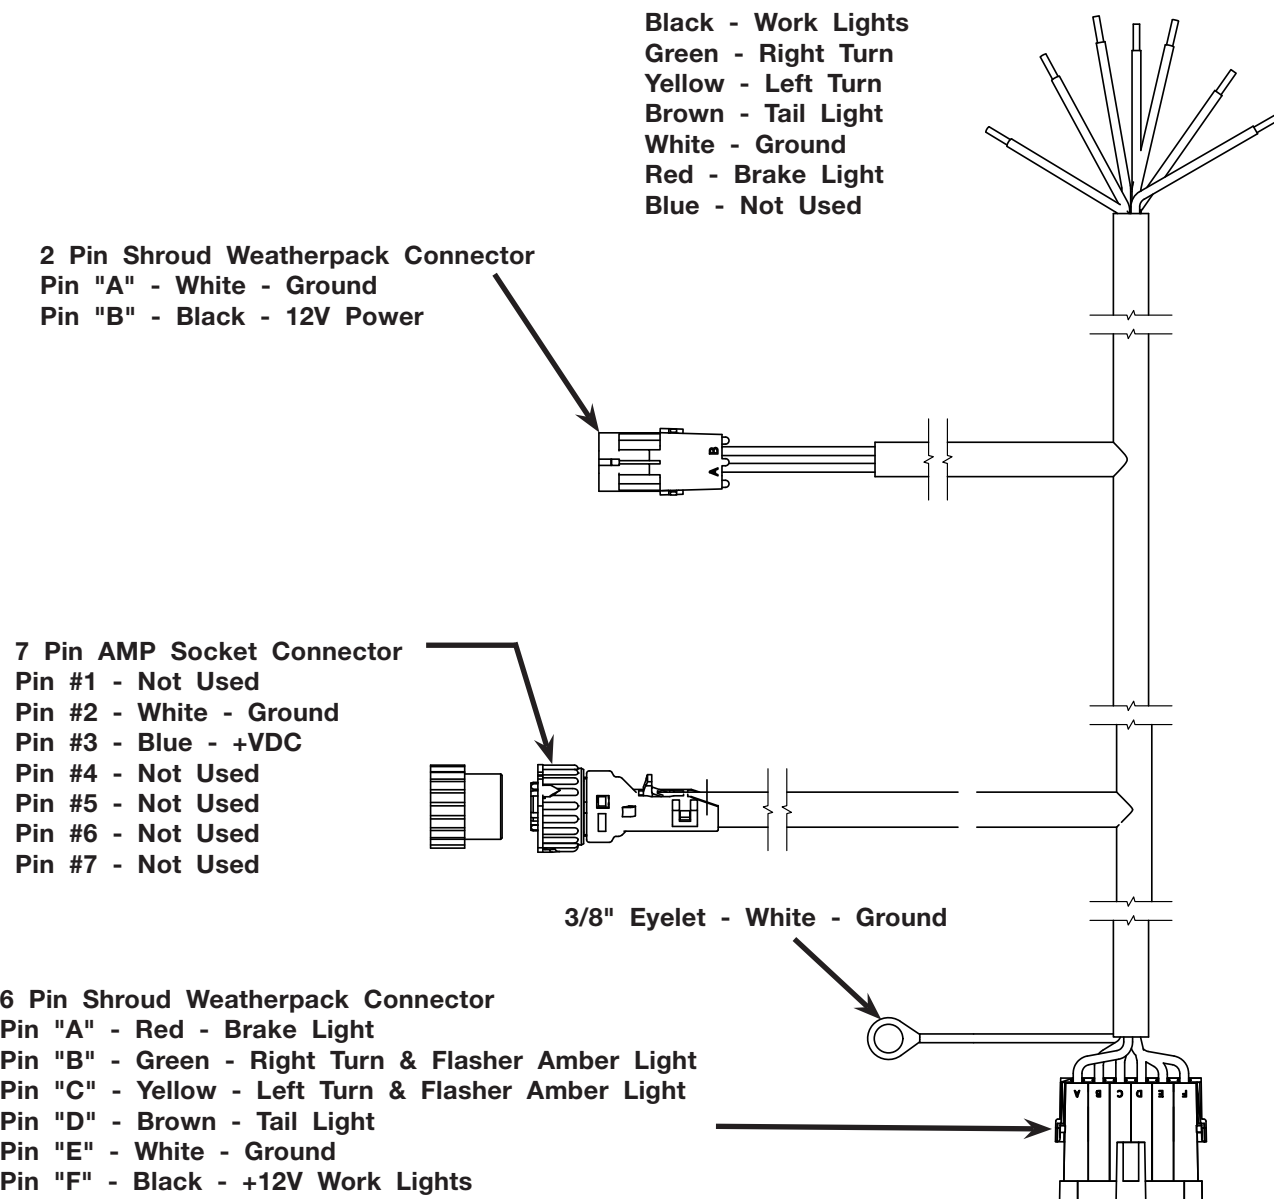 Black - Work Lights
Green - Right Turn
Yellow - Left Turn
Brown - Tail Light
White - Ground
Red - Brake Light
Blue - Not Used
2 Pin Shroud Weatherpack Connector
Pin "A" - White - Ground
Pin "B" - Black - 12V Power
B
A
7 Pin AMP Socket Connector
Pin #1 - Not Used
Pin #2 - White - Ground
Pin #3 - Blue - +VDC
Pin #4 - Not Used
Pin #5 - Not Used
Pin #6 - Not Used
Pin #7 - Not Used
3/8" Eyelet - White - Ground
6 Pin Shroud Weatherpack Connector
Pin "A" - Red - Brake Light
Pin "B" - Green - Right Turn & Flasher Amber Light
Pin "C" - Yellow - Left Turn & Flasher Amber Light
Pin "D" - Brown - Tail Light
Pin "E" - White - Ground
Pin "F" - Black - +12V Work Lights
A B C D E F